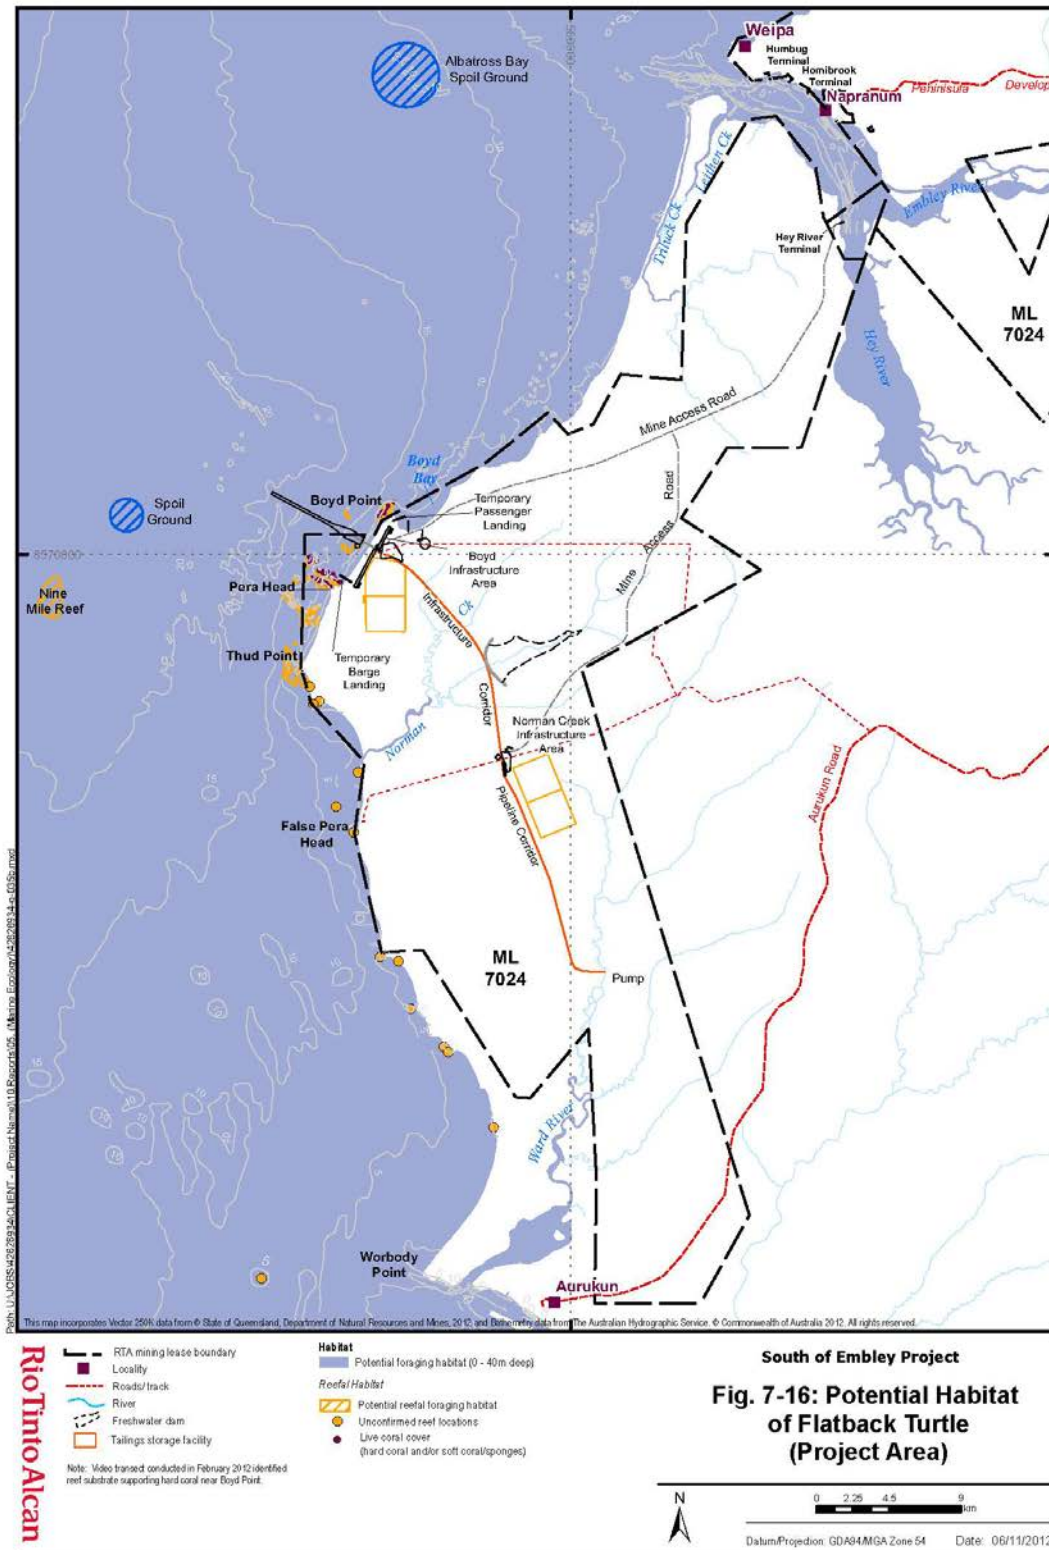 Weipa
Humbug
Terminal
Hornibrook
Terminal
Napranum
Peninsula
Develop
Albatross Bay
Spoil Ground
Leithen Ck
Triluck Ck
Embley River
Hey River
Terminal
ML
7024
Hey River
Mine Access Road
Boyd
Bay
Boyd Point
Temporary
Passenger
Landing
Spoil
Ground
Mine Access Road
Boyd
Infrastructure
Area
8570800
Nine
Mile Reef
Pera Head
Infrastructure
Corridor
Thud Point
Temporary
Barge
Landing
Norman Ck
Norman Creek
Infrastructure
Area
Aurukun Road
Pipeline Corridor
False Pera
Head
15
10
ML
7024
Pump
Ward River
Worbody
Point
5
Aurukun
This map incorporates Vector 250K data from © State of Queensland, Department of Natural Resources and Mines, 2012, and Bathemetry data from The Australian Hydrographic Service. © Commonwealth of Australia 2012. All rights reserved.
RioTintoAlcan
RTA mining lease boundary
Locality
Roads/track
River
Freshwater dam
Tailings storage facility
Note: Video transect conducted in February 2012 identified
reef substrate supporting hard coral near Boyd Point.
Habitat
Potential foraging habitat (0 - 40m deep)
Reefal Habitat
Potential reefal foraging habitat
Unconfirmed reef locations
Live coral cover
(hard coral and/or soft coral/sponges)
South of Embley Project
Fig. 7-16: Potential Habitat
of Flatback Turtle
(Project Area)
N
0 2.25 4.5 9
km
Datum/Projection: GDA94/MGA Zone 54 Date: 06/11/2012